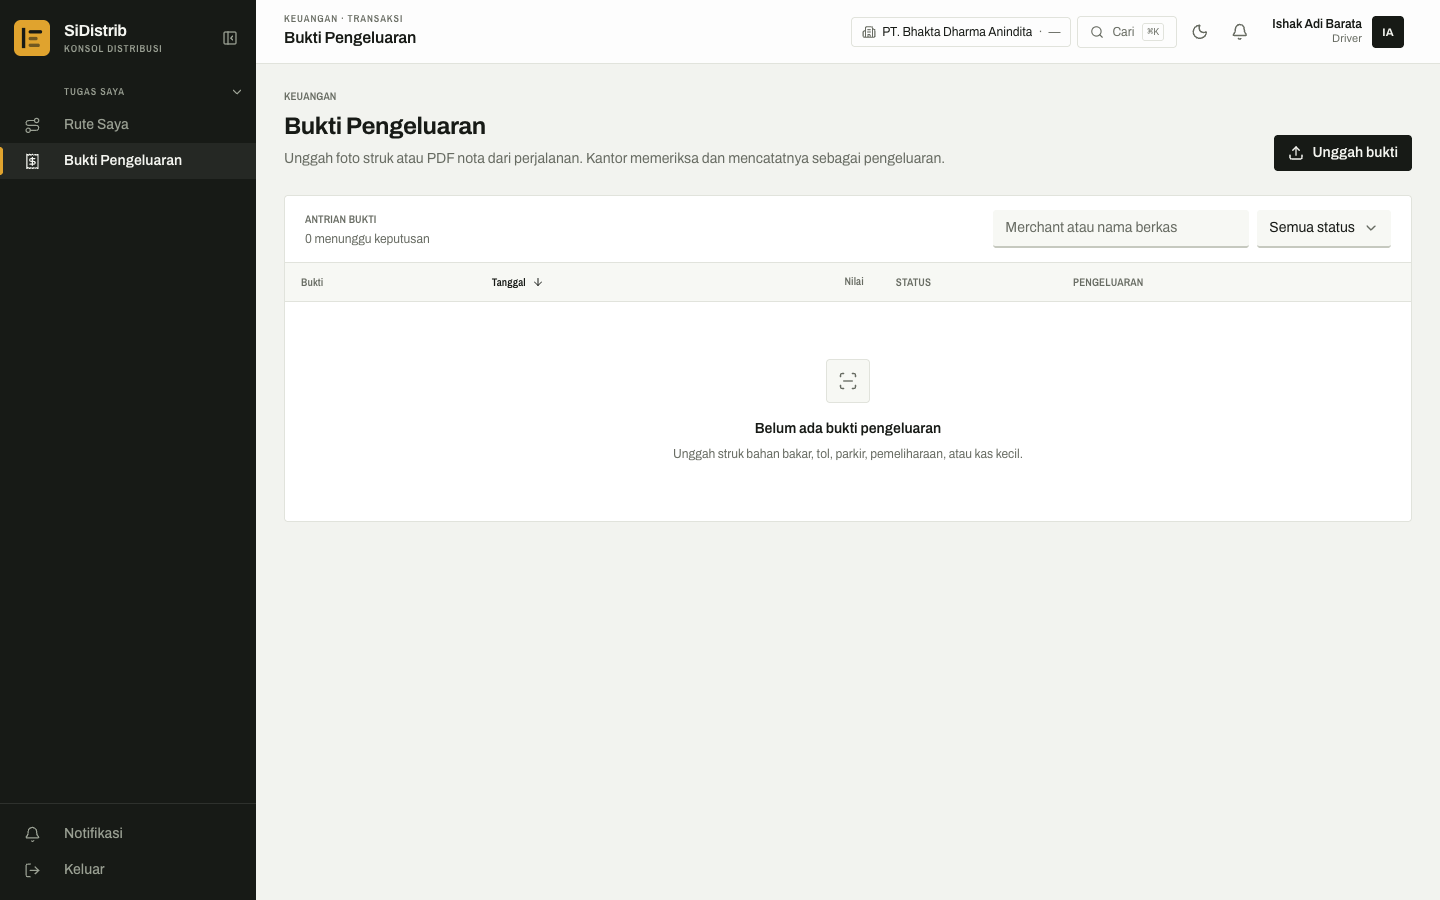 SiDistrib
KONSOL DISTRIBUSI
TUGAS SAYA
Rute Saya
Bukti Pengeluaran
Notifikasi
Keluar
KEUANGAN · TRANSAKSI
Bukti Pengeluaran
PT. Bhakta Dharma Anindita · —
Cari ⌘K
Ishak Adi Barata
Driver
IA
KEUANGAN
Bukti Pengeluaran
Unggah foto struk atau PDF nota dari perjalanan. Kantor memeriksa dan mencatatnya sebagai pengeluaran.
Unggah bukti
ANTRIAN BUKTI
0 menunggu keputusan
Merchant atau nama berkas
Semua status
Bukti Tanggal Nilai STATUS PENGELUARAN
Belum ada bukti pengeluaran
Unggah struk bahan bakar, tol, parkir, pemeliharaan, atau kas kecil.